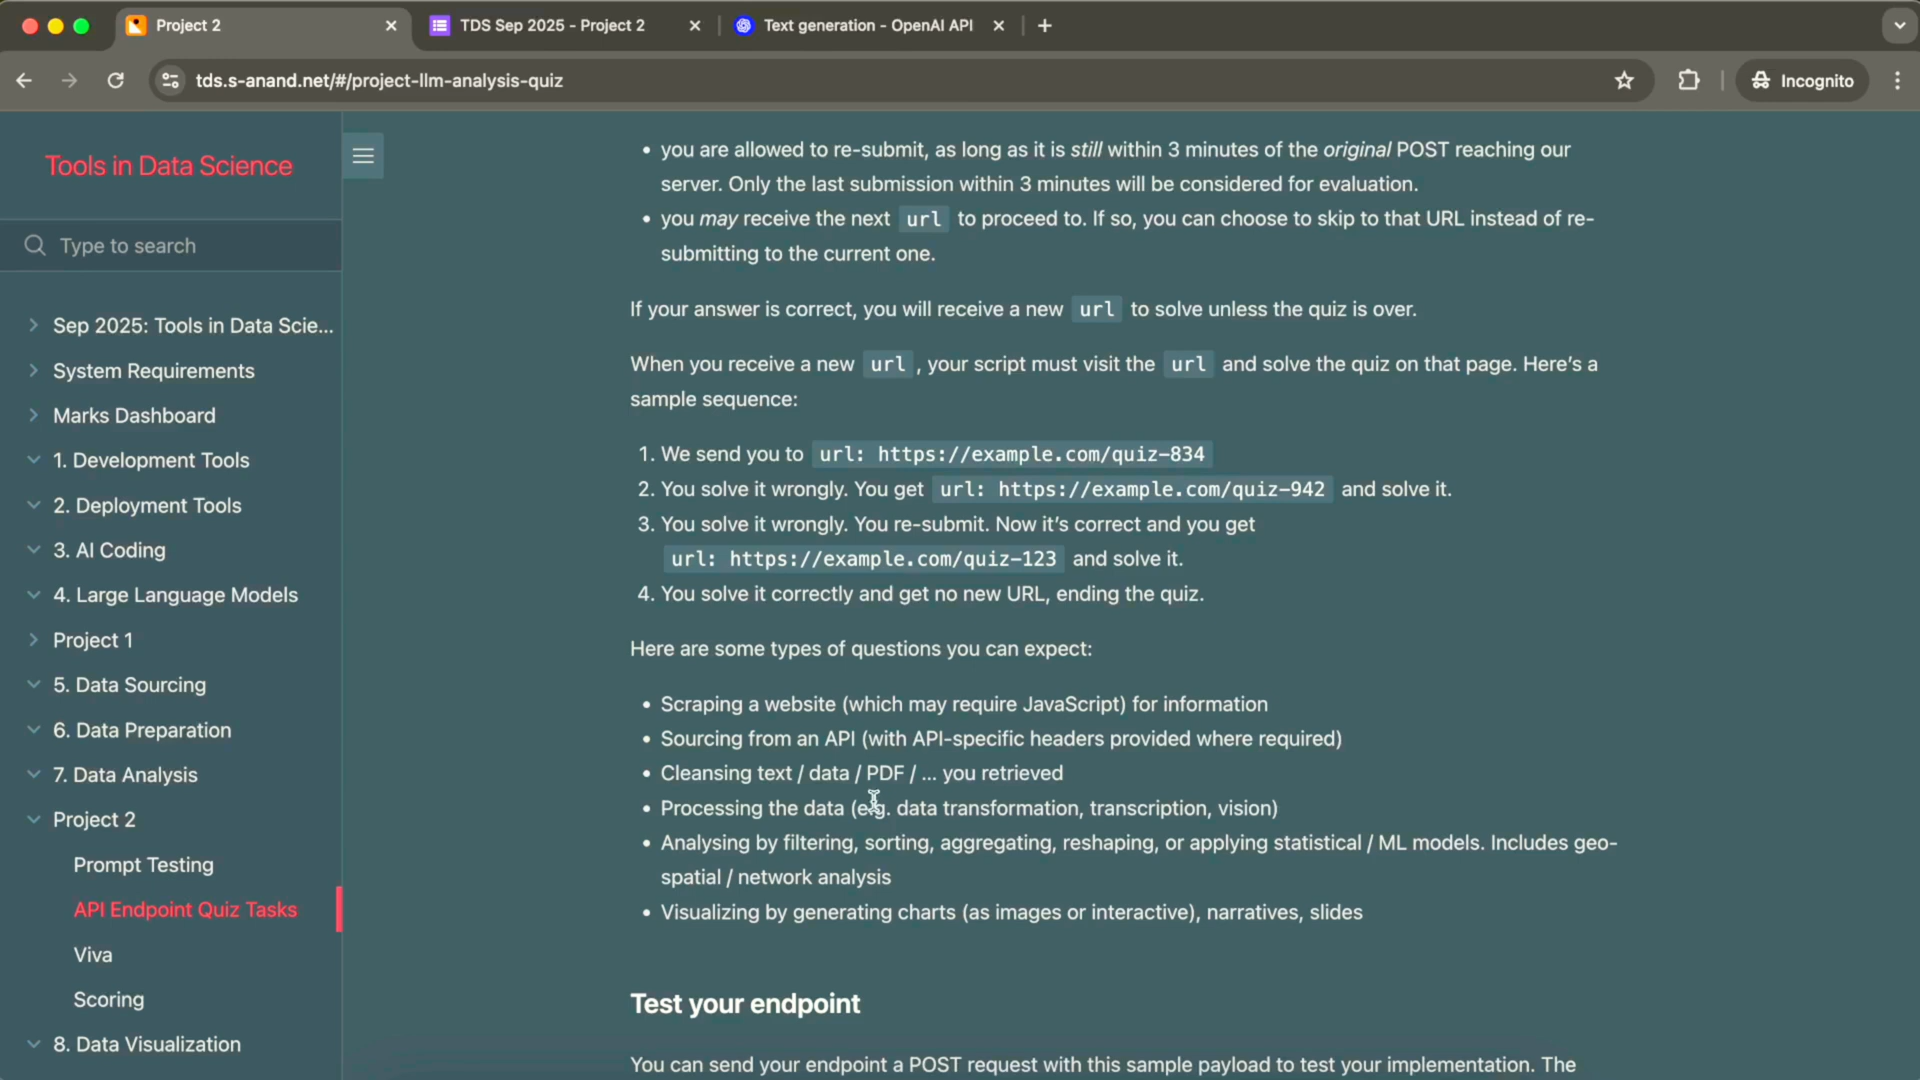 Project 2
TDS Sep 2025 - Project 2
Text generation - OpenAI API
tds.s-anand.net/#/project-llm-analysis-quiz
Incognito
Tools in Data Science
Type to search
Sep 2025: Tools in Data Scie...
System Requirements
Marks Dashboard
1. Development Tools
2. Deployment Tools
3. AI Coding
4. Large Language Models
Project 1
5. Data Sourcing
6. Data Preparation
7. Data Analysis
Project 2
Prompt Testing
API Endpoint Quiz Tasks
Viva
Scoring
8. Data Visualization
• you are allowed to re-submit, as long as it is still within 3 minutes of the original POST reaching our
server. Only the last submission within 3 minutes will be considered for evaluation.
• you may receive the next url to proceed to. If so, you can choose to skip to that URL instead of re-
submitting to the current one.
If your answer is correct, you will receive a new url to solve unless the quiz is over.
When you receive a new url , your script must visit the url and solve the quiz on that page. Here's a
sample sequence:
1. We send you to url: https://example.com/quiz-834
2. You solve it wrongly. You get url: https://example.com/quiz-942 and solve it.
3. You solve it wrongly. You re-submit. Now it's correct and you get
url: https://example.com/quiz-123 and solve it.
4. You solve it correctly and get no new URL, ending the quiz.
Here are some types of questions you can expect:
• Scraping a website (which may require JavaScript) for information
• Sourcing from an API (with API-specific headers provided where required)
• Cleansing text / data / PDF / ... you retrieved
• Processing the data (e.g. data transformation, transcription, vision)
• Analysing by filtering, sorting, aggregating, reshaping, or applying statistical / ML models. Includes geo-
spatial / network analysis
• Visualizing by generating charts (as images or interactive), narratives, slides
Test your endpoint
You can send your endpoint a POST request with this sample payload to test your implementation. The